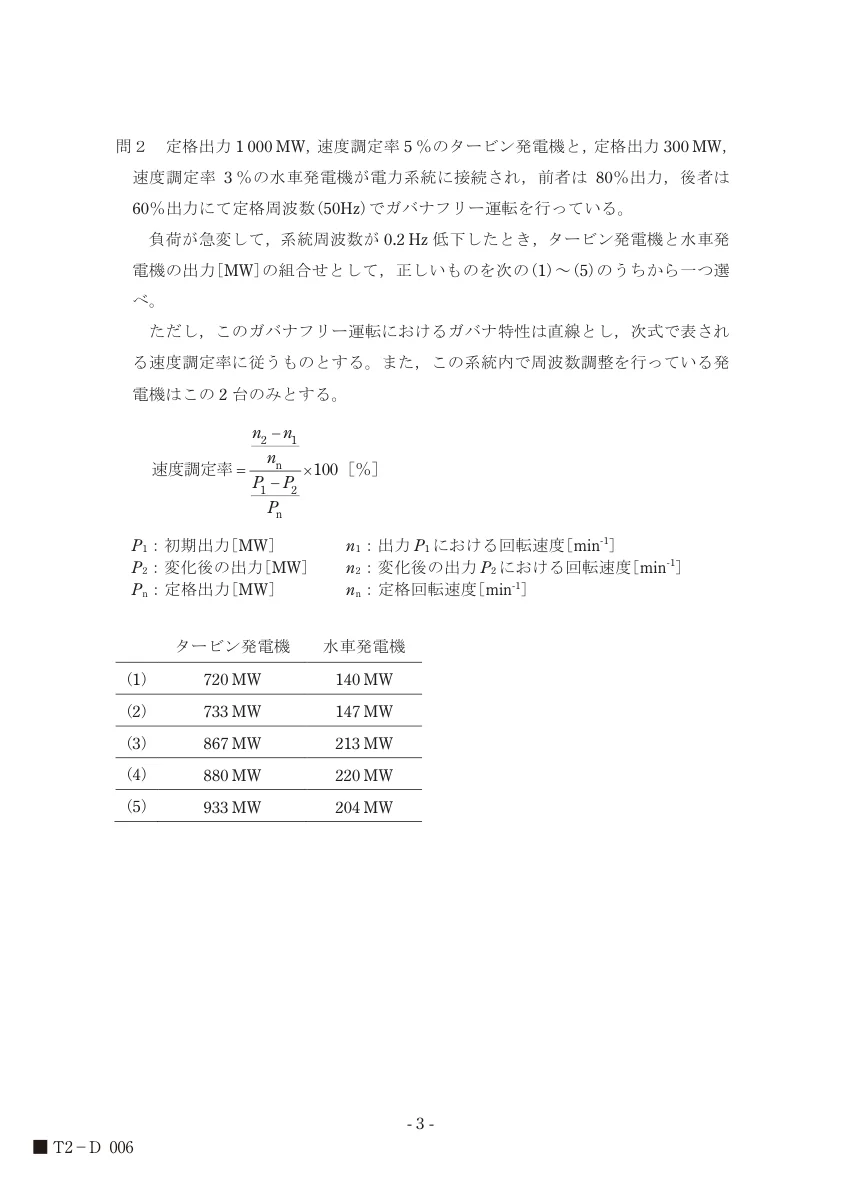 問2 定格出力 1 000 MW, 速度調定率 5 %のタービン発電機と, 定格出力 300 MW,
速度調定率 3 %の水車発電機が電力系統に接続され, 前者は 80%出力, 後者は
60%出力にて定格周波数(50Hz)でガバナフリー運転を行っている。
負荷が急変して, 系統周波数が 0.2 Hz 低下したとき, タービン発電機と水車発
電機の出力[MW]の組合せとして, 正しいものを次の(1)～(5)のうちから一つ選
べ。
ただし, このガバナフリー運転におけるガバナ特性は直線とし, 次式で表され
る速度調定率に従うものとする。また, この系統内で周波数調整を行っている発
電機はこの 2 台のみとする。
n2 − n1
nn
速度調定率 = ×100 [%]
P1 − P2
Pn
P1 : 初期出力[MW] n1 : 出力 P1 における回転速度[min-1]
P2 : 変化後の出力[MW] n2 : 変化後の出力 P2 における回転速度[min-1]
Pn : 定格出力[MW] nn : 定格回転速度[min-1]
タービン発電機 水車発電機
(1) 720 MW 140 MW
(2) 733 MW 147 MW
(3) 867 MW 213 MW
(4) 880 MW 220 MW
(5) 933 MW 204 MW
- 3 -
■ T2−D 006